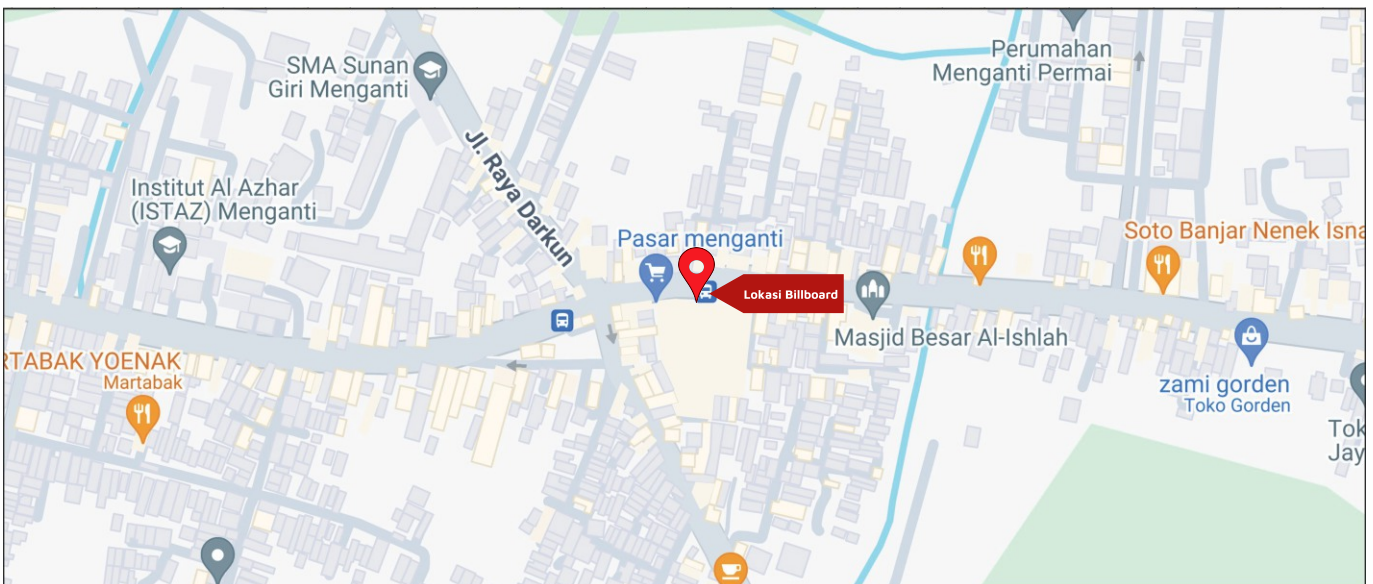 SMA Sunan
Giri Menganti
Perumahan
Menganti Permai
Jl. Raya Darkun
Institut Al Azhar
(ISTAZ) Menganti
Pasar menganti
Soto Banjar Nenek Isna
Lokasi Billboard
Masjid Besar Al-Ishlah
RTABAK YOENAK
Martabak
zami gorden
Toko Gorden
Tok
Jay